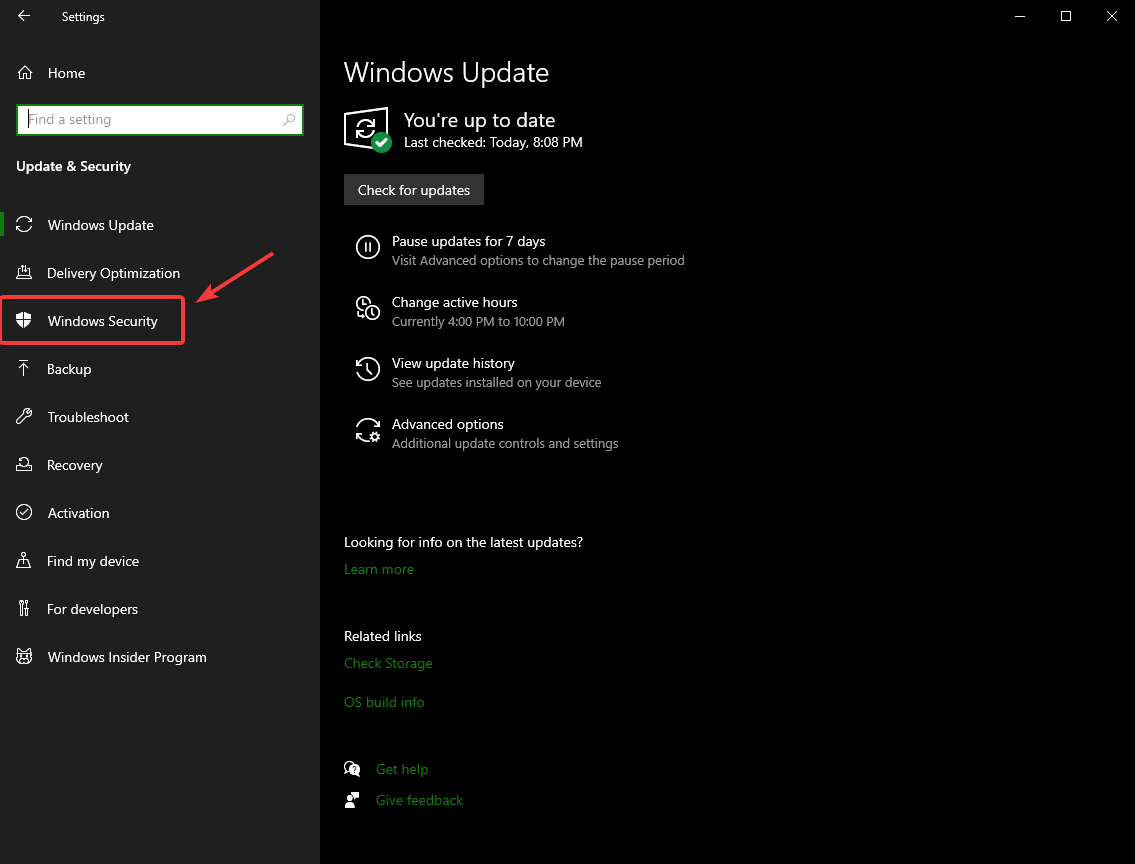 Settings
Home
Find a setting
Update & Security
Windows Update
Delivery Optimization
Windows Security
Backup
Troubleshoot
Recovery
Activation
Find my device
For developers
Windows Insider Program
Windows Update
You're up to date
Last checked: Today, 8:08 PM
Check for updates
Pause updates for 7 days
Visit Advanced options to change the pause period
Change active hours
Currently 4:00 PM to 10:00 PM
View update history
See updates installed on your device
Advanced options
Additional update controls and settings
Looking for info on the latest updates?
Learn more
Related links
Check Storage
OS build info
Get help
Give feedback